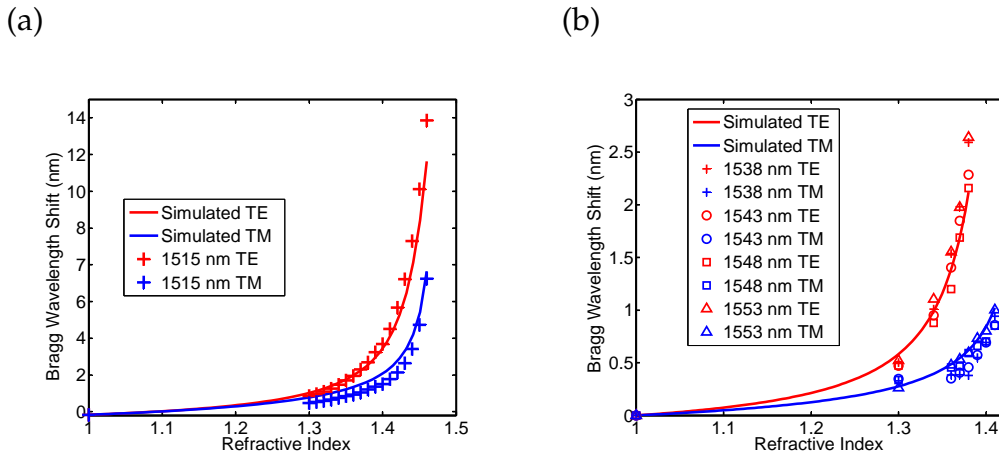 (a)
(b)
Bragg Wavelength Shift (nm)
14
12
10
8
6
4
2
0
1
1.1
1.2
1.3
1.4
1.5
Refractive Index
Simulated TE
Simulated TM
1515 nm TE
1515 nm TM
Bragg Wavelength Shift (nm)
3
2.5
2
1.5
1
0.5
0
1
1.1
1.2
1.3
1.4
Refractive Index
Simulated TE
Simulated TM
1538 nm TE
1538 nm TM
1543 nm TE
1543 nm TM
1548 nm TE
1548 nm TM
1553 nm TE
1553 nm TM